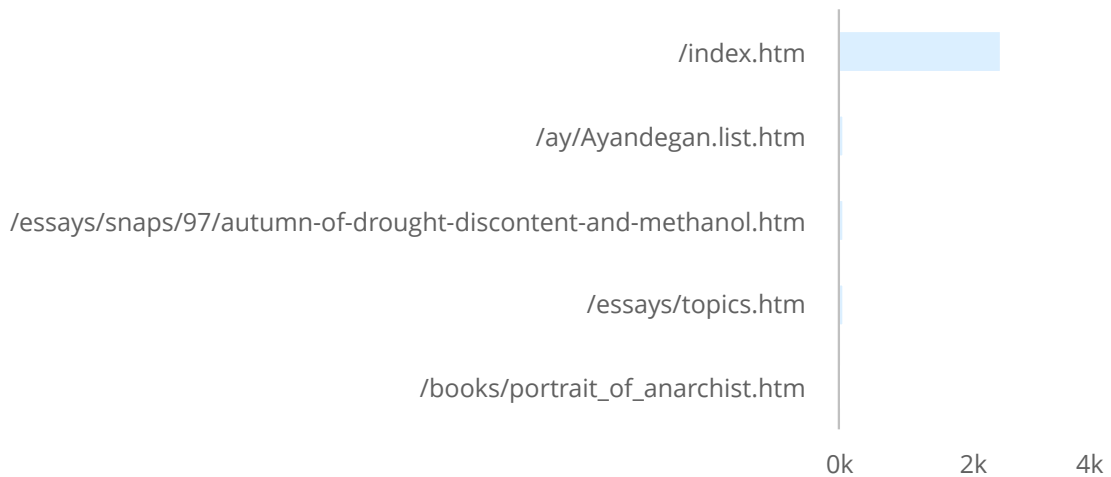 /index.htm
/ay/Ayandegan.list.htm
/essays/snaps/97/autumn-of-drought-discontent-and-methanol.htm
/essays/topics.htm
/books/portrait_of_anarchist.htm
0k 2k 4k